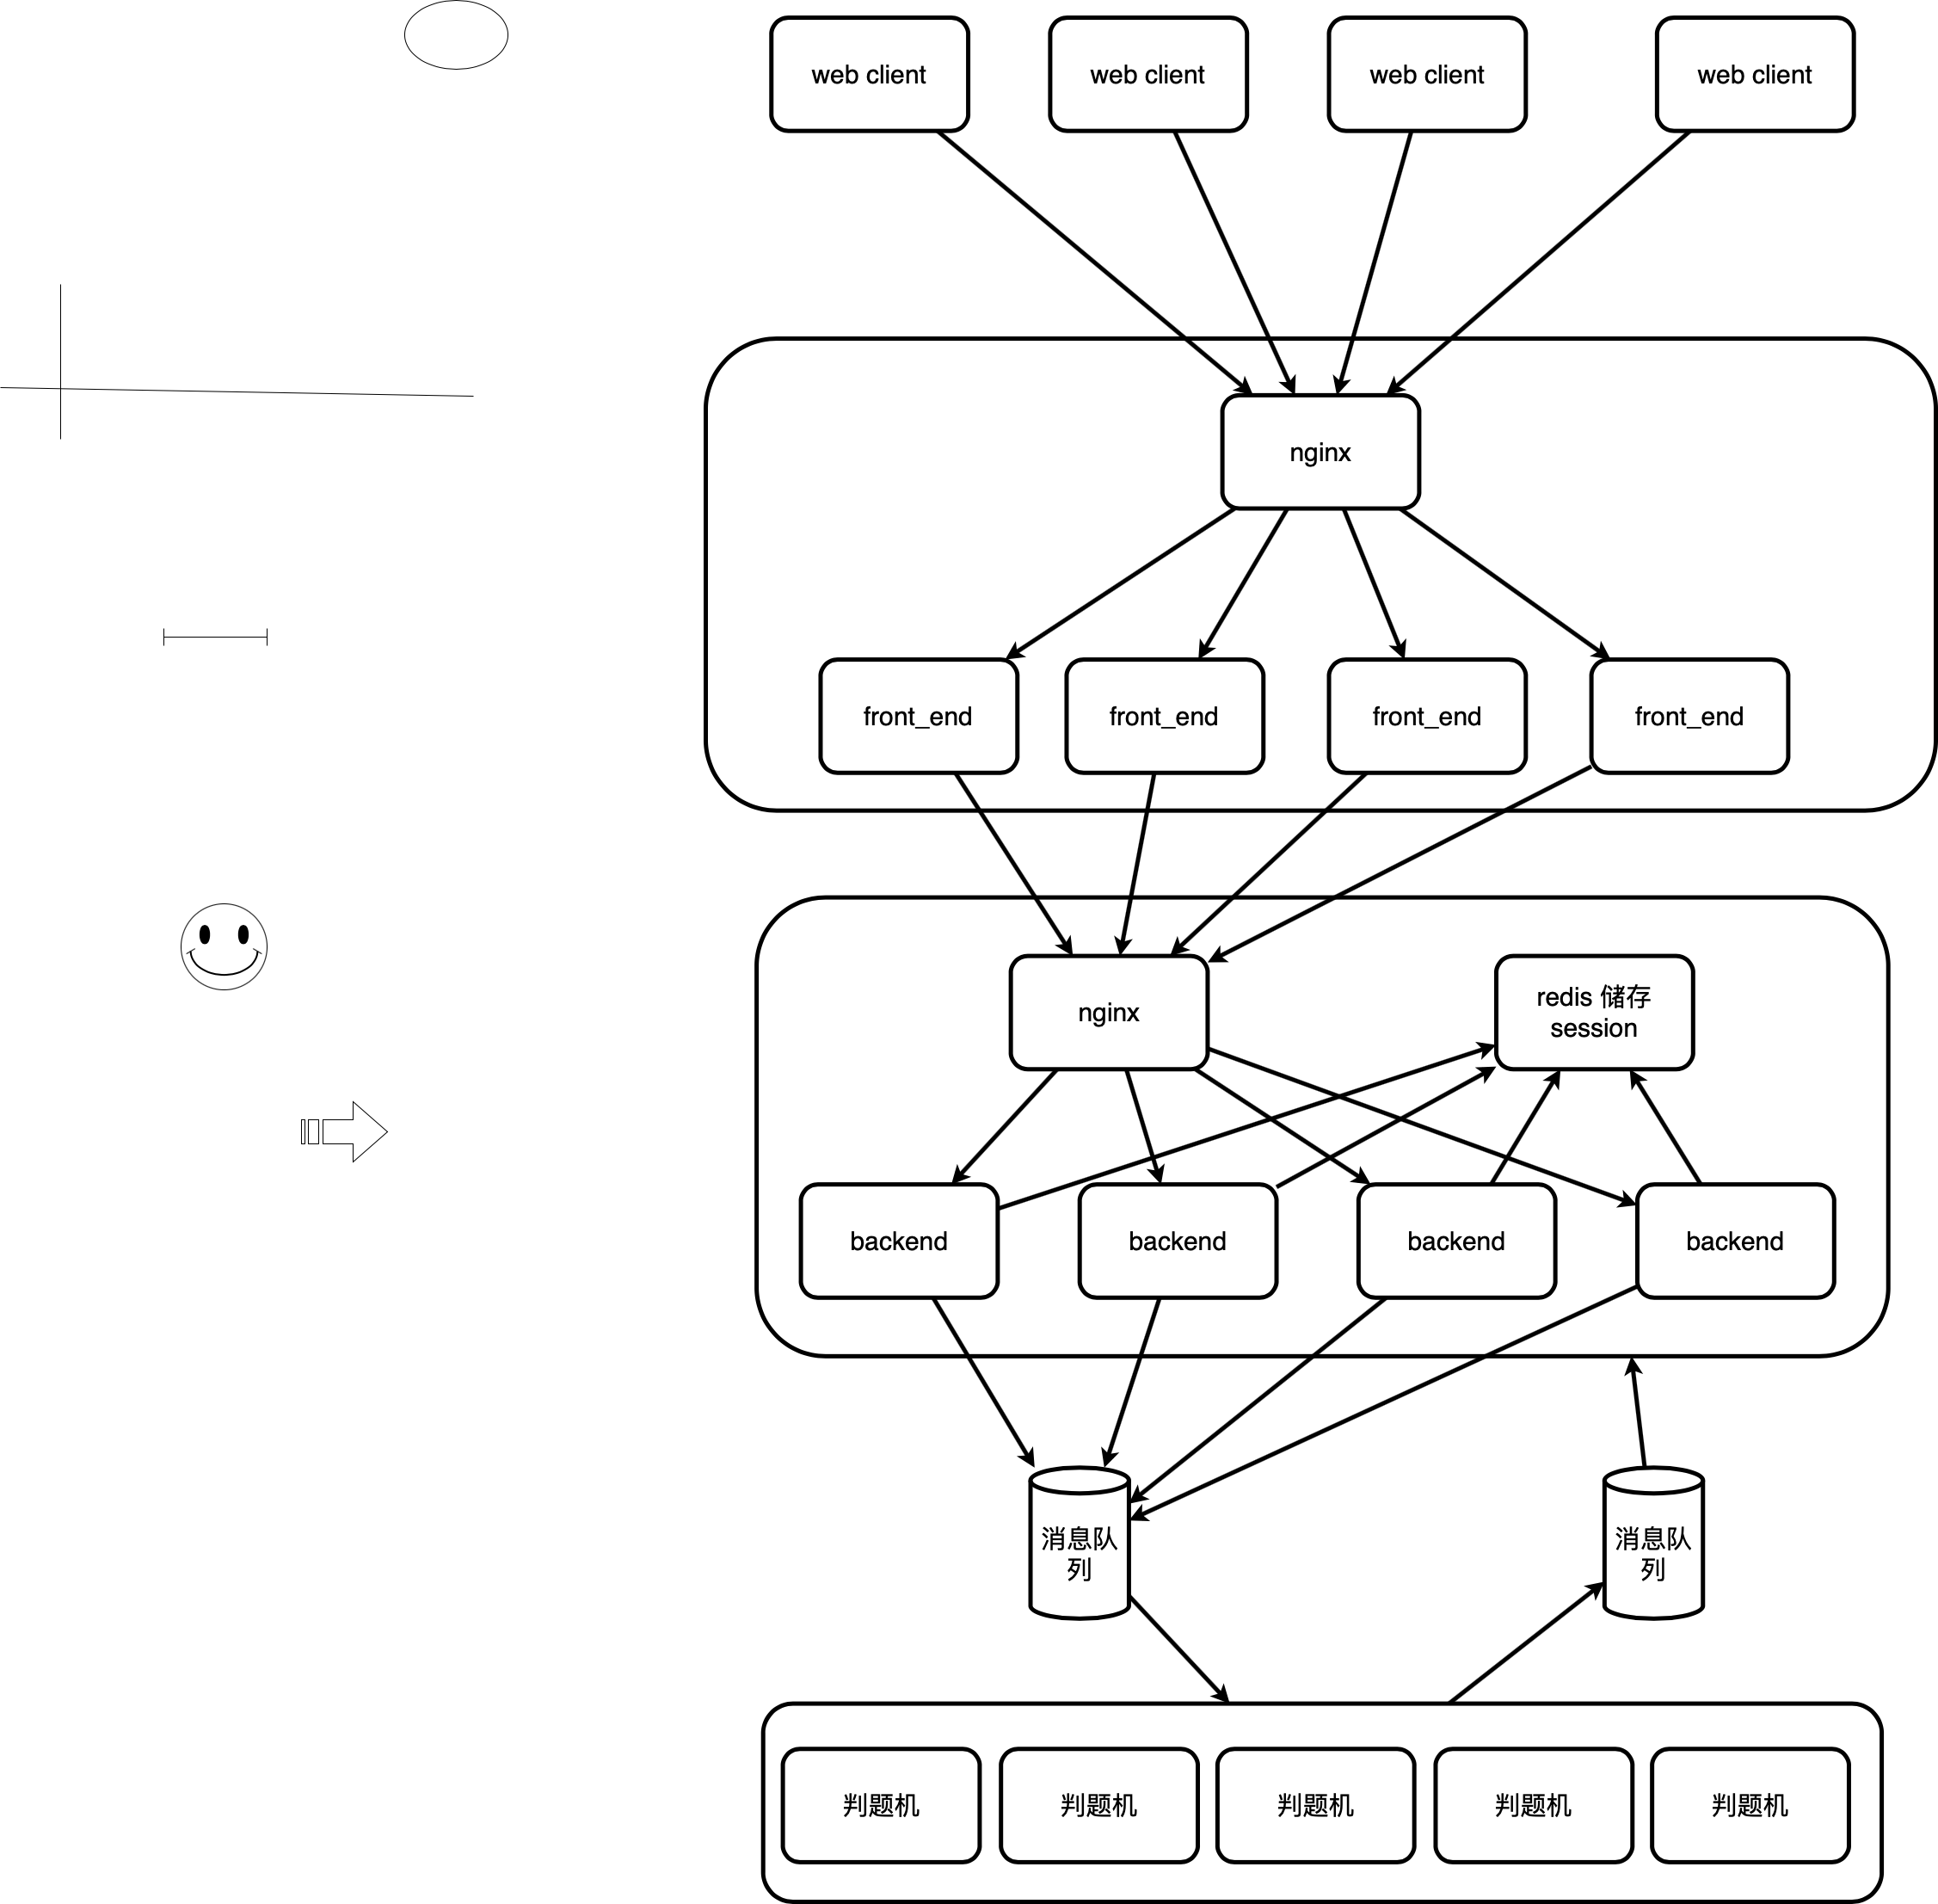 web client
web client
web client
web client
nginx
front_end
front_end
front_end
front_end
nginx
redis 储存
session
backend
backend
backend
backend
消息队
列
消息队
列
判题机
判题机
判题机
判题机
判题机